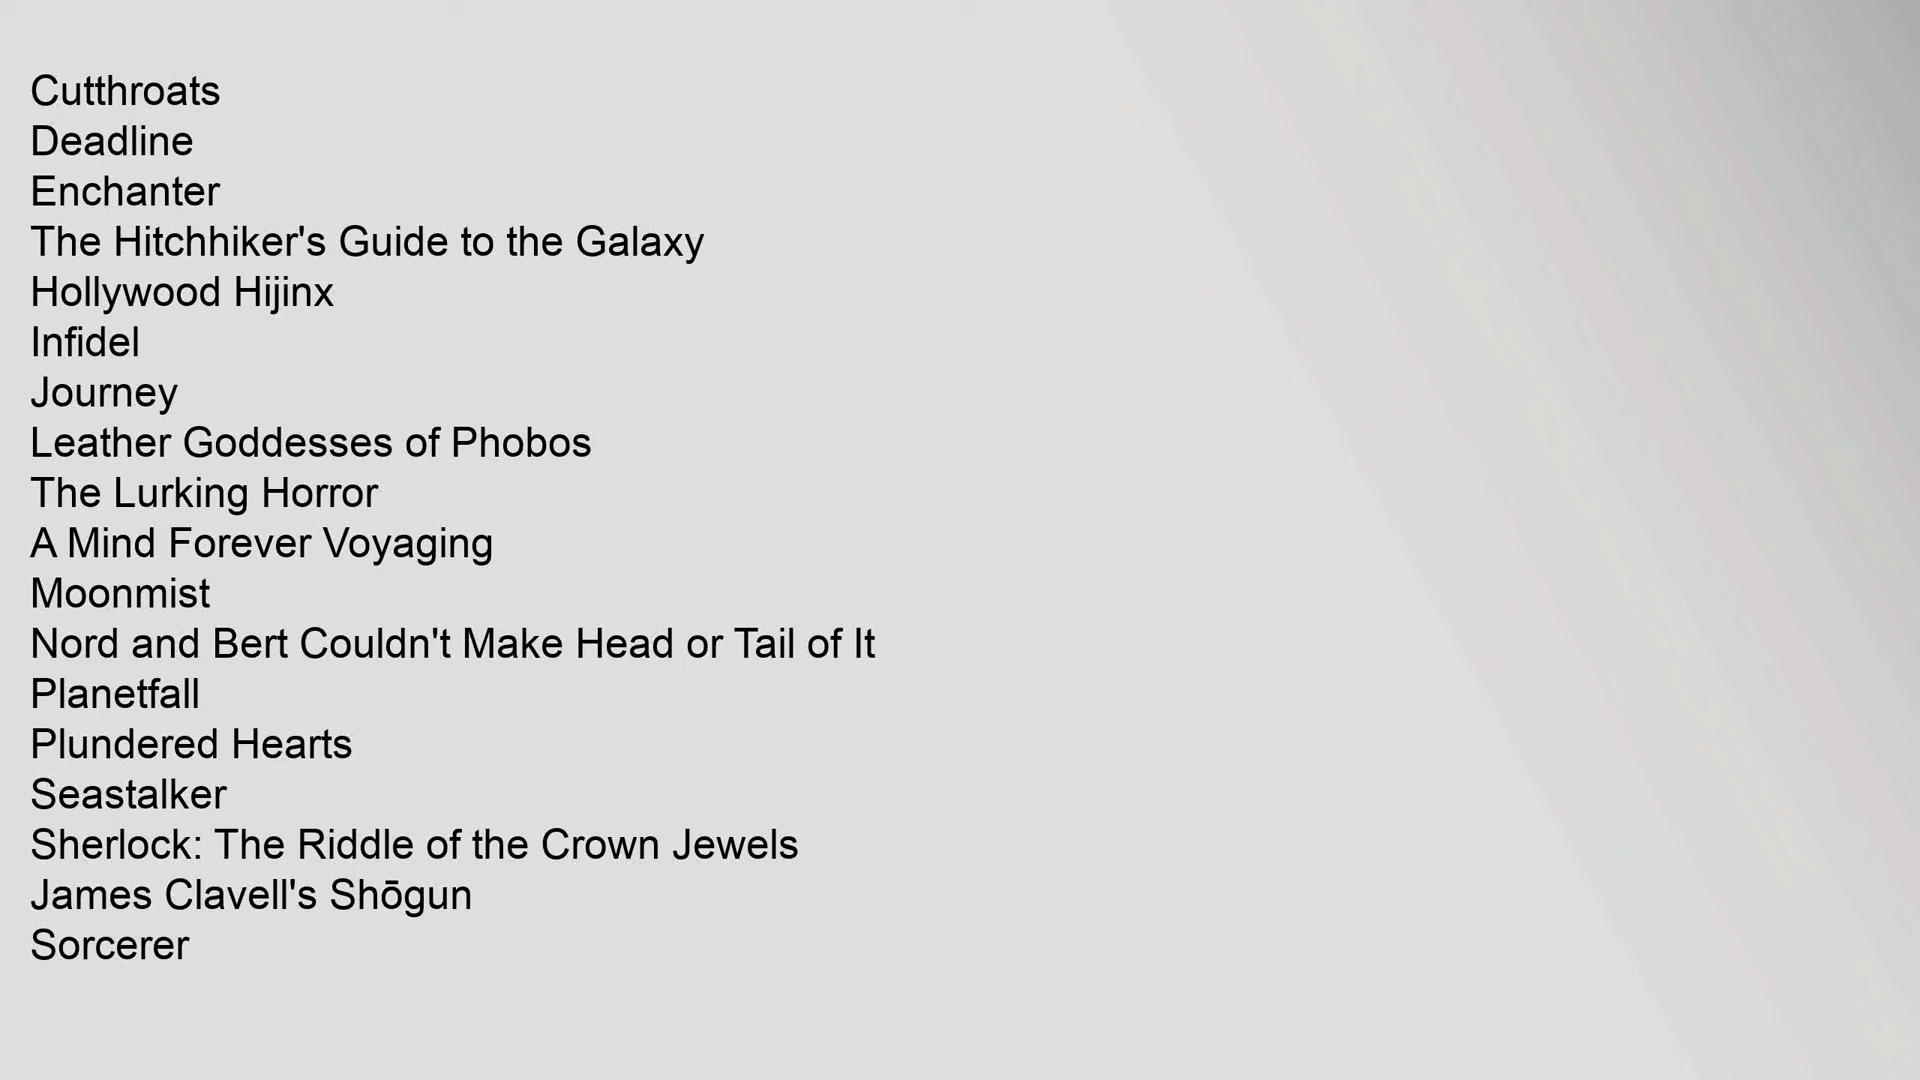 Cutthroats
Deadline
Enchanter
The Hitchhiker's Guide to the Galaxy
Hollywood Hijinx
Infidel
Journey
Leather Goddesses of Phobos
The Lurking Horror
A Mind Forever Voyaging
Moonmist
Nord and Bert Couldn't Make Head or Tail of It
Planetfall
Plundered Hearts
Seastalker
Sherlock: The Riddle of the Crown Jewels
James Clavell's Shōgun
Sorcerer